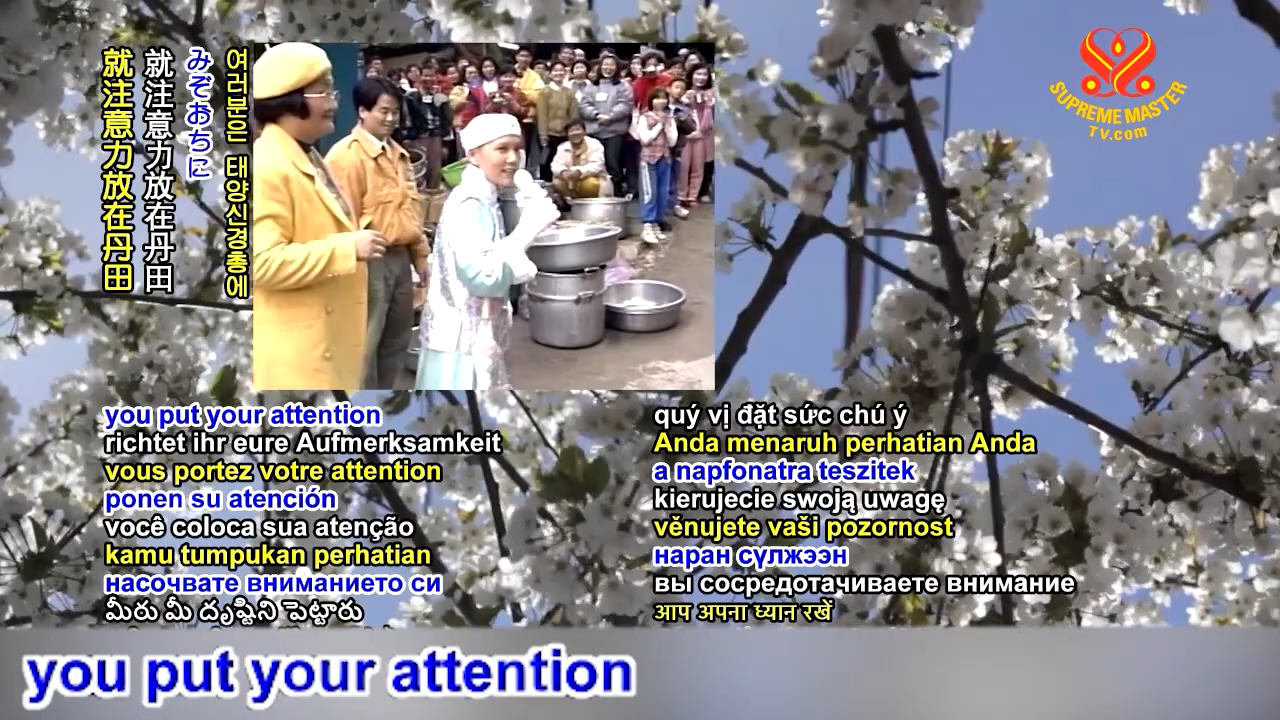 就注意力放在丹田
就注意力放在丹田
みぞおちに
여러분은 태양신경총에
SUPREME MASTER
TV.com
you put your attention
richtet ihr eure Aufmerksamkeit
vous portez votre attention
ponen su atención
você coloca sua atenção
kamu tumpukan perhatian
насочвате вниманието си
మీరు మీ దృష్టిని పెట్టారు
quý vị đặt sức chú ý
Anda menaruh perhatian Anda
a napfonatra teszitek
kierujecie swoją uwagę
věnujete vaši pozornost
наран сүлжээн
вы сосредотачиваете внимание
आप अपना ध्यान रखें
you put your attention